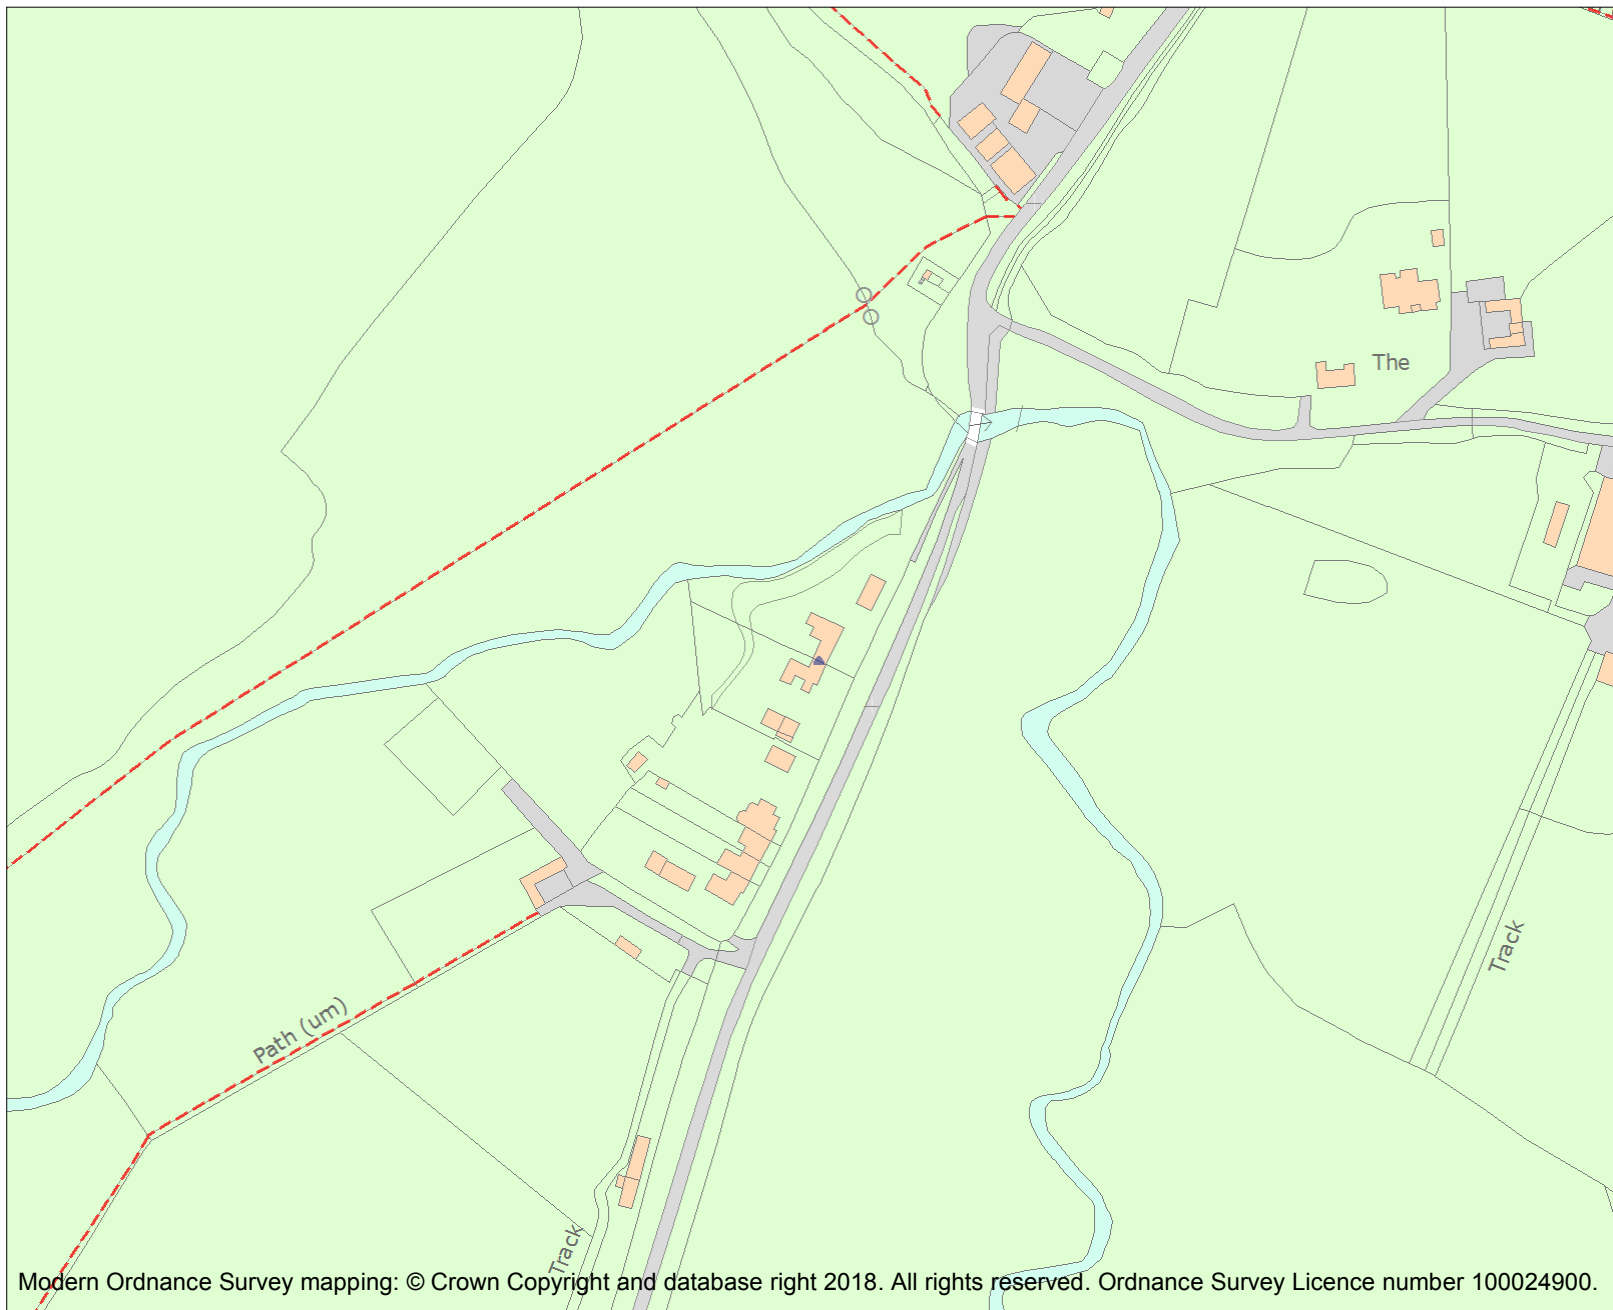 The
Track
Path (um)
Track
Modern Ordnance Survey mapping: © Crown Copyright and database right 2018. All rights reserved. Ordnance Survey Licence number 100024900.